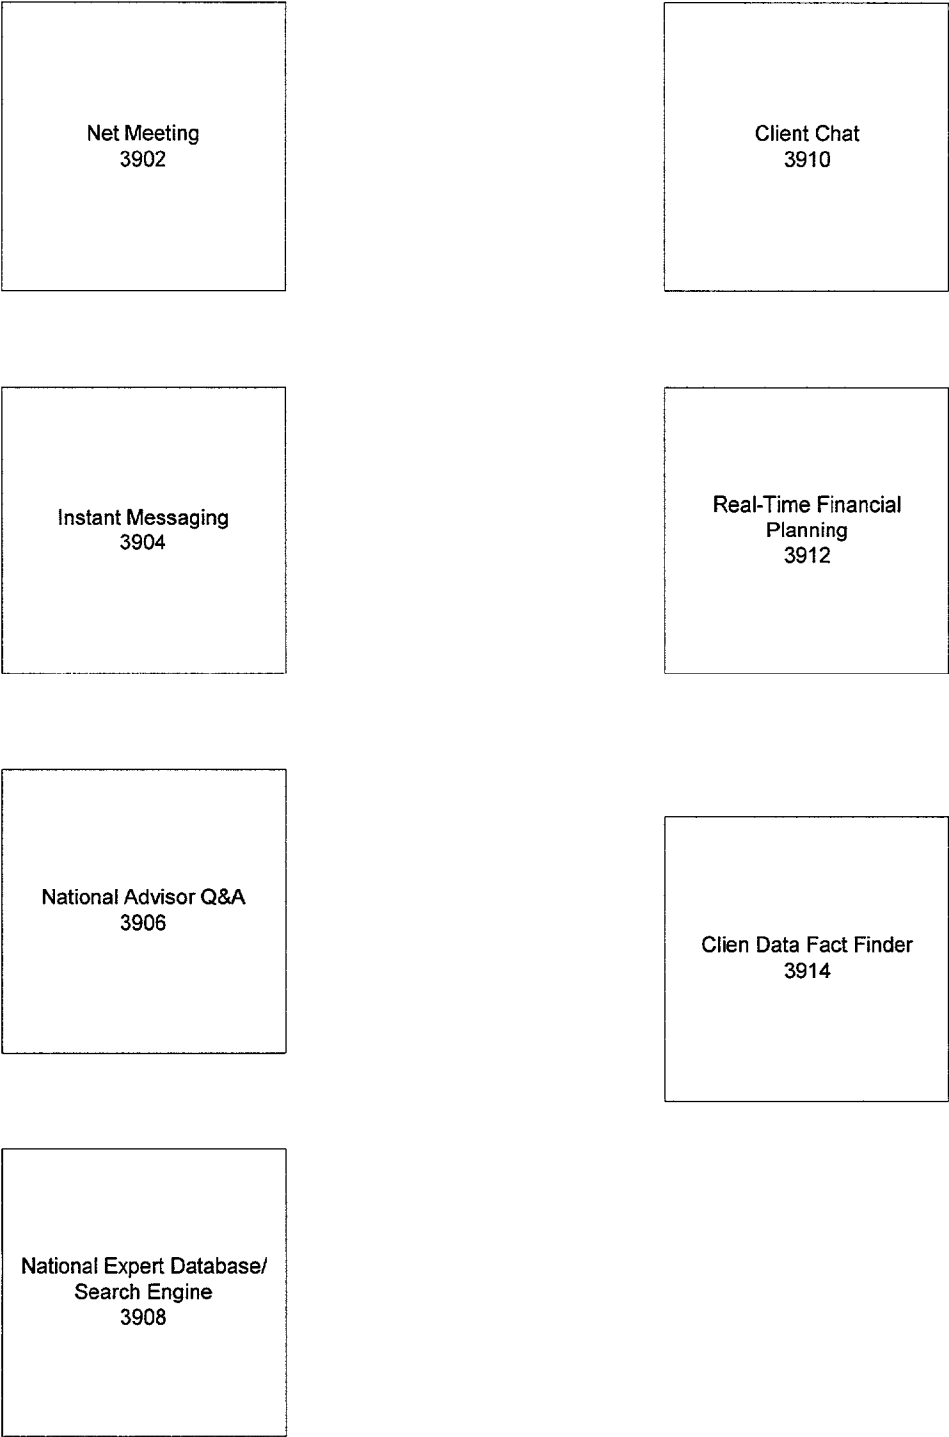 Net Meeting
3902
Client Chat
3910
Instant Messaging
3904
Real-Time Financial
Planning
3912
National Advisor Q&A
3906
Clien Data Fact Finder
3914
National Expert Database/
Search Engine
3908